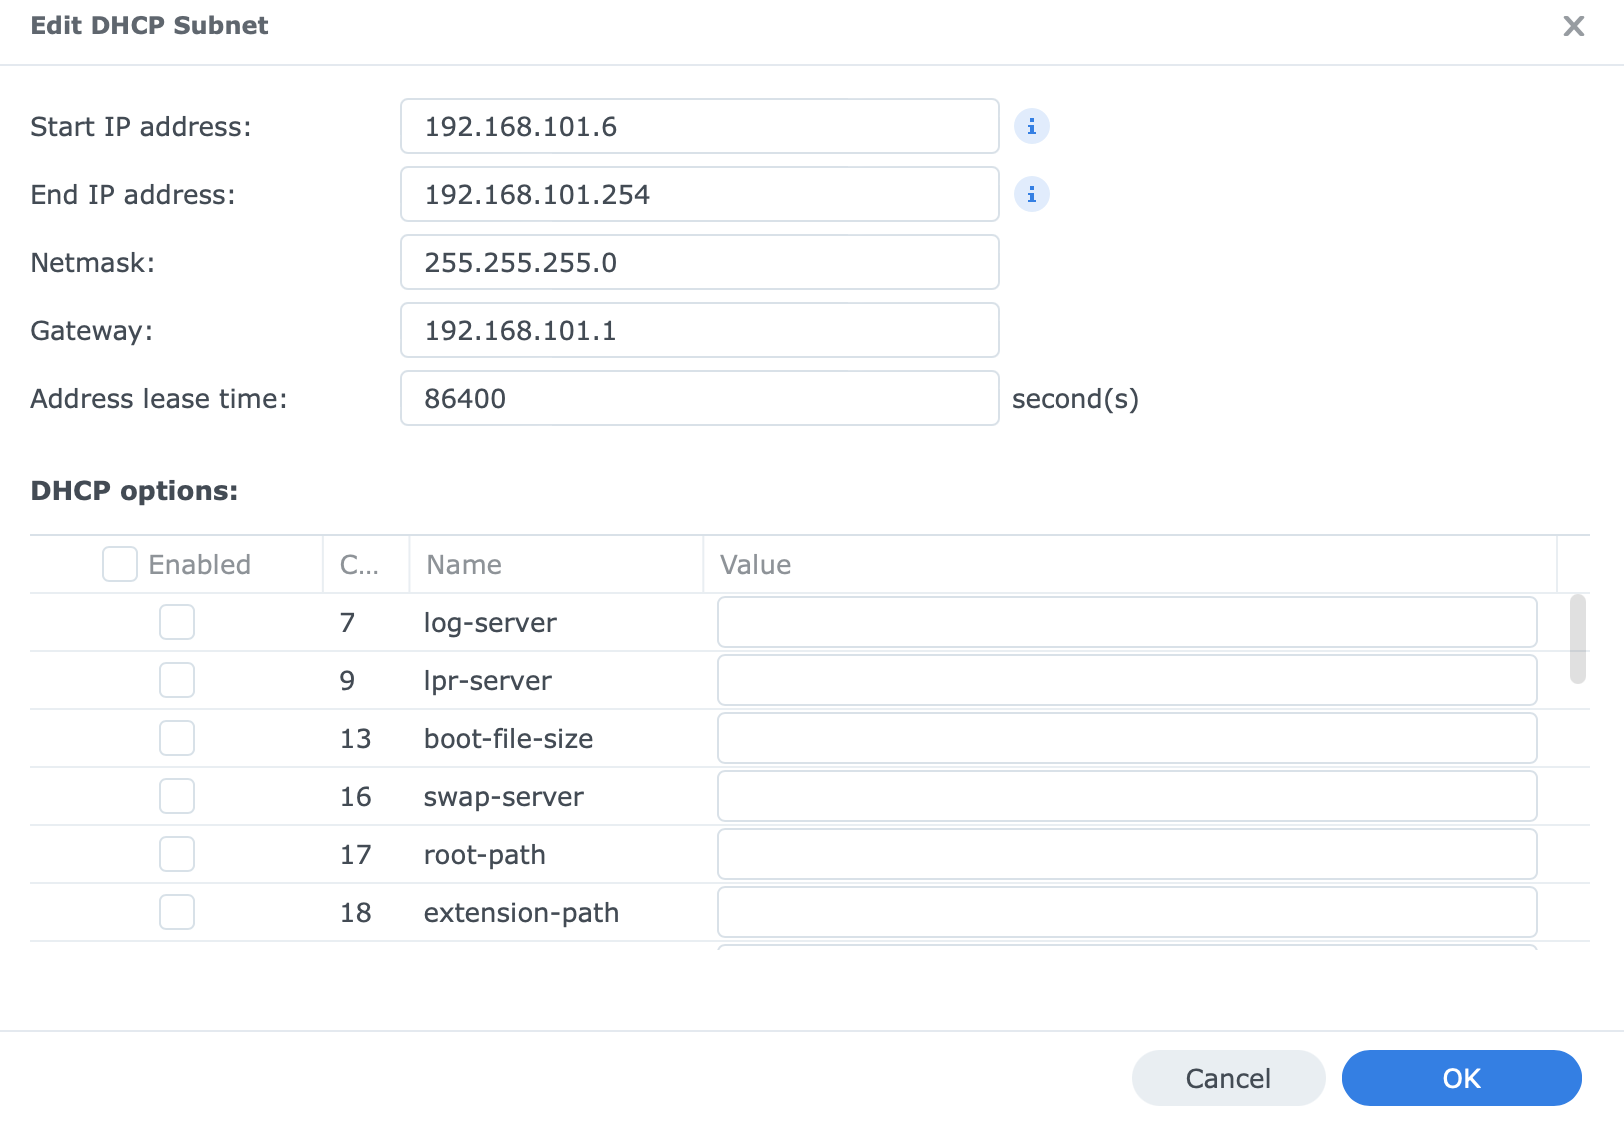 Edit DHCP Subnet
Start IP address: 192.168.101.6
End IP address: 192.168.101.254
Netmask: 255.255.255.0
Gateway: 192.168.101.1
Address lease time: 86400 second(s)
DHCP options:
Enabled C... Name Value
7 log-server
9 lpr-server
13 boot-file-size
16 swap-server
17 root-path
18 extension-path
Cancel OK